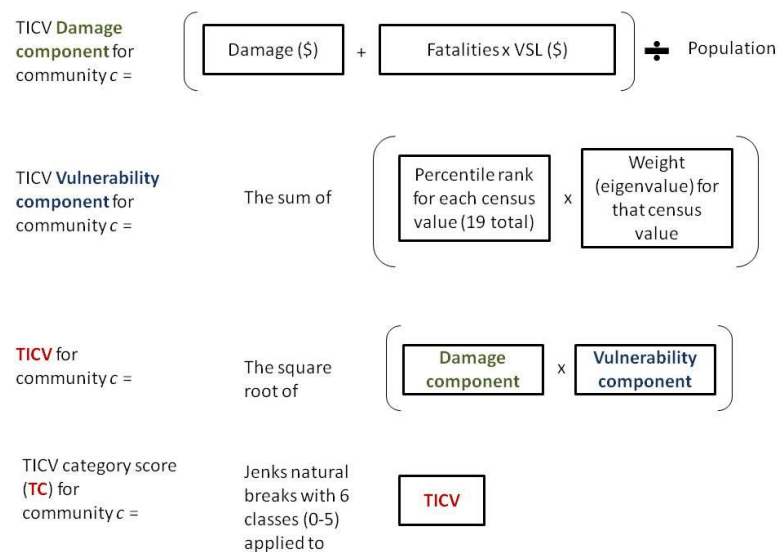 TICV Damage
component for
community c =
Damage ($)
+
Fatalities x VSL ($)
÷
Population
TICV Vulnerability
component for
community c =
The sum of
Percentile rank
for each census
value (19 total)
x
Weight
(eigenvalue) for
that census
value
TICV for
community c =
The square
root of
Damage
component
x
Vulnerability
component
TICV category score
(TC) for
community c =
Jenks natural
breaks with 6
classes (0-5)
applied to
TICV